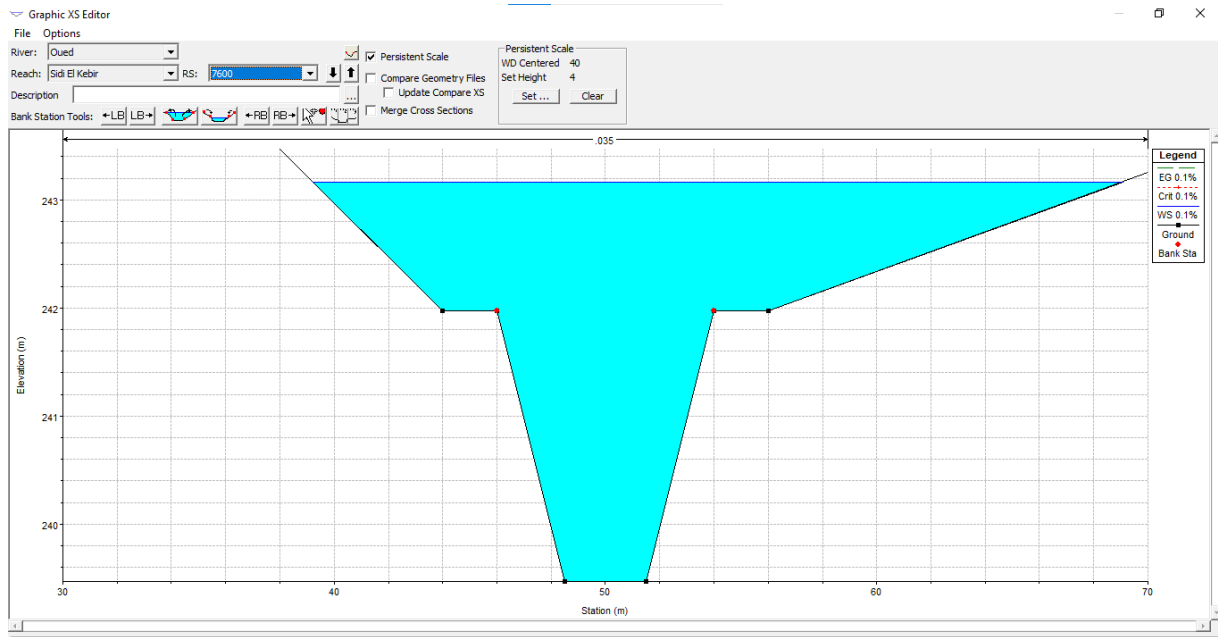 Graphic XS Editor
File Options
River: Oued
Reach: Sidi El Kebir RS: 7600
Description ...
Bank Station Tools: ←LB LB→ ←RB RB→
Persistent Scale
Compare Geometry Files
Update Compare XS
Merge Cross Sections
Persistent Scale
WD Centered 40
Set Height 4
Set ... Clear
.035
Legend
EG 0.1%
Crit 0.1%
WS 0.1%
Ground
Bank Sta
Elevation (m)
243
242
241
240
30 40 50 60 70
Station (m)